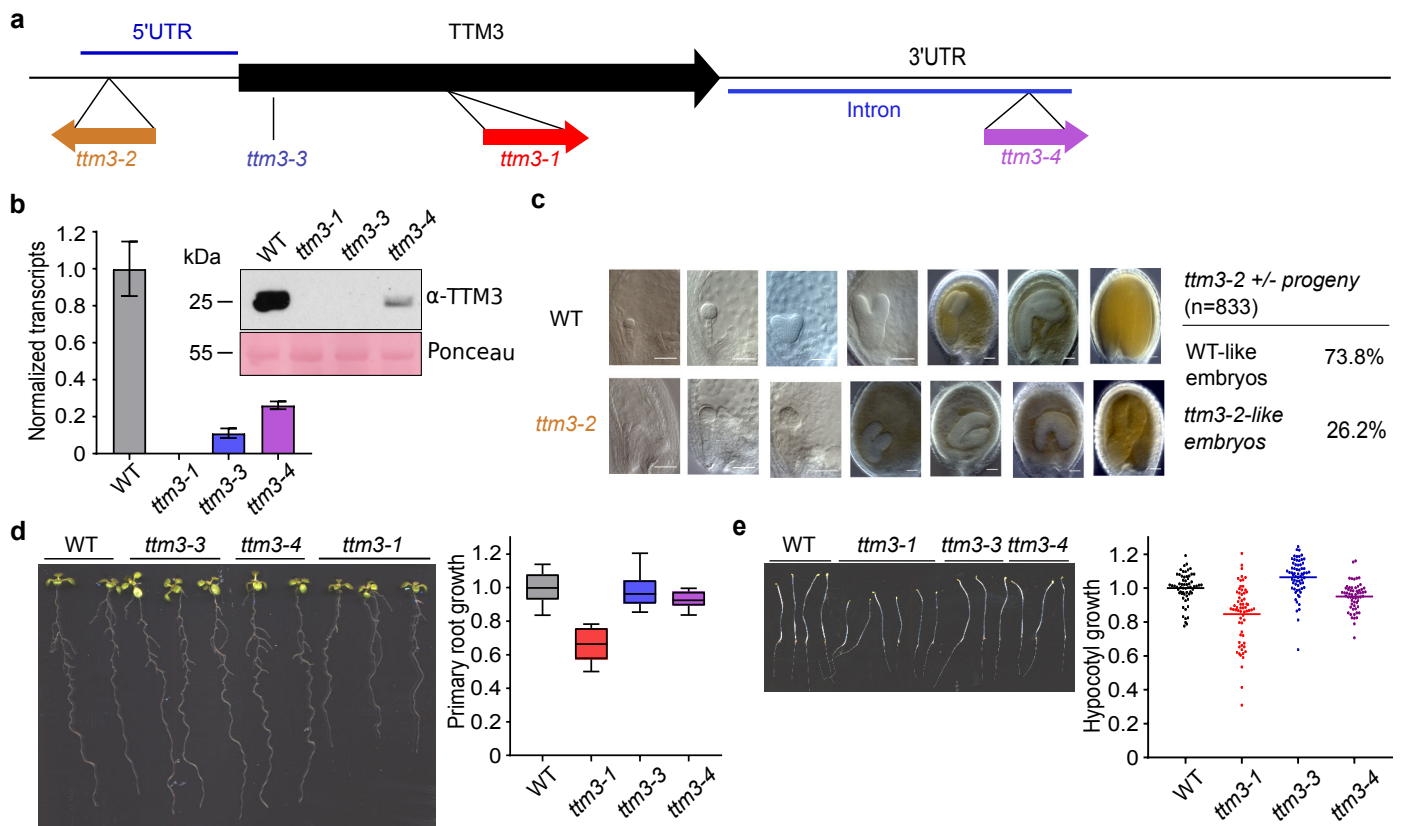 a
5'UTR
TTM3
3'UTR
Intron
ttm3-2
ttm3-3
ttm3-1
ttm3-4
b
Normalized transcripts
1.2
1.0
0.8
0.6
0.4
0.2
0
WT
ttm3-1
ttm3-3
ttm3-4
kDa
WT
ttm3-1
ttm3-3
ttm3-4
25
α-TTM3
55
Ponceau
c
WT
ttm3-2
ttm3-2 +/- progeny
(n=833)
WT-like
embryos
73.8%
ttm3-2-like
embryos
26.2%
d
WT
ttm3-3
ttm3-4
ttm3-1
Primary root growth
1.2
1.0
0.8
0.6
0.4
0.2
0
WT
ttm3-1
ttm3-3
ttm3-4
e
WT
ttm3-1
ttm3-3
ttm3-4
Hypocotyl growth
1.2
1.0
0.8
0.6
0.4
0.2
0
WT
ttm3-1
ttm3-3
ttm3-4